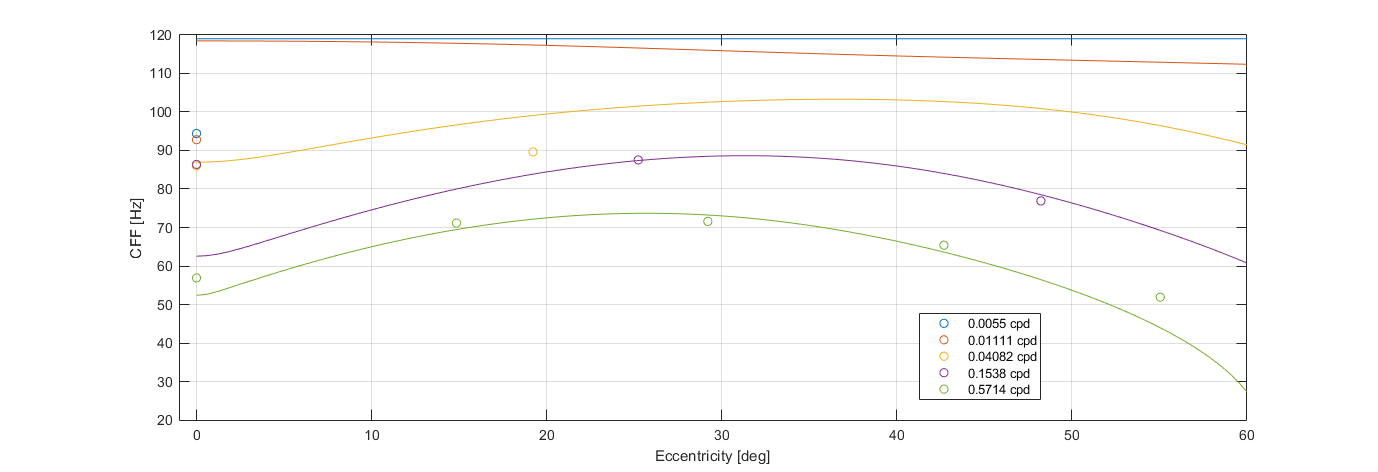 120
110
100
90
80
70
60
50
40
30
20
CFF [Hz]
0.0055 cpd
0.01111 cpd
0.04082 cpd
0.1538 cpd
0.5714 cpd
0 10 20 30 40 50 60
Eccentricity [deg]